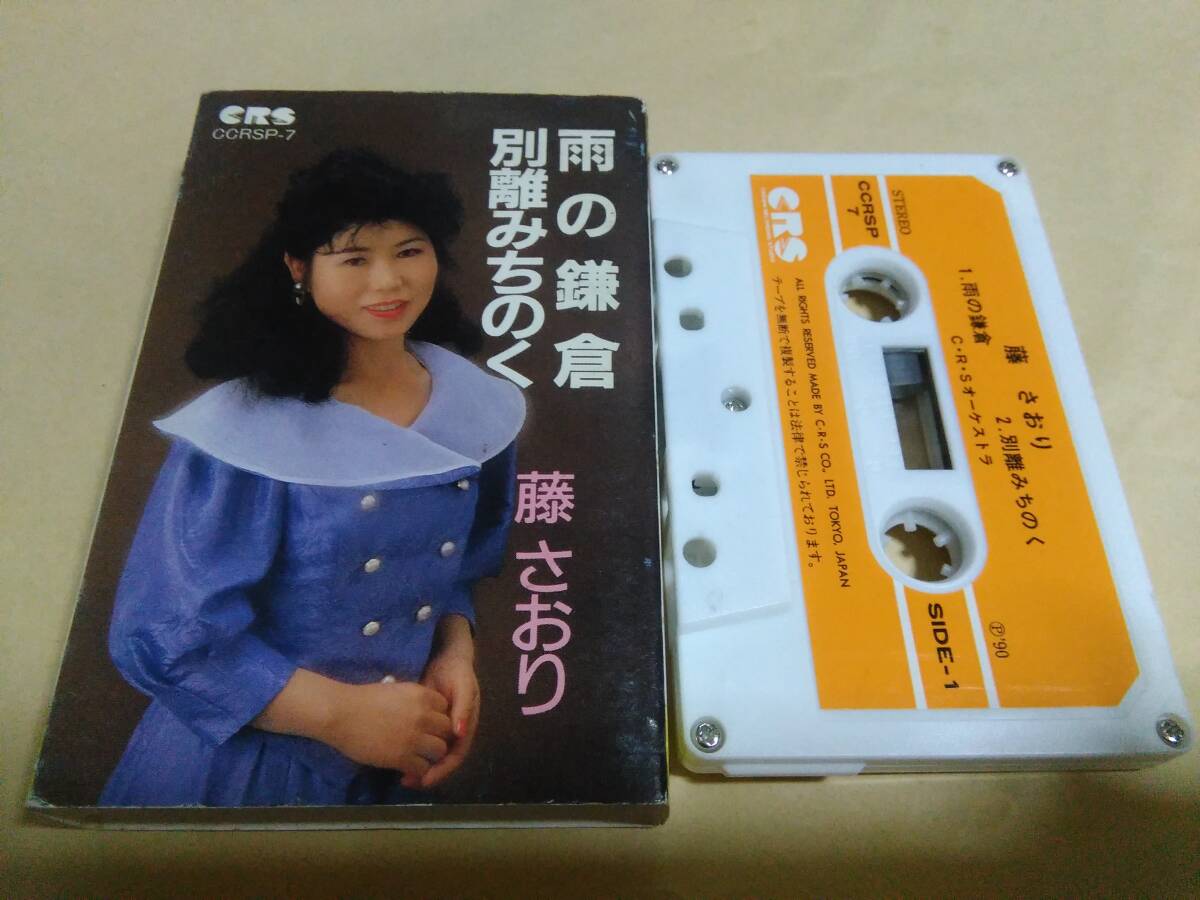 CRS
CCRSP-7
雨の鎌倉
別離みちのく
藤さおり
STEREO
CCRSP
7
CRS
ALL RIGHTS RESERVED MADE BY C・R・S CO., LTD. TOKYO, JAPAN
テープを無断で複製することは法律で禁じられております。
藤 さおり
1.雨の鎌倉
2.別離みちのく
C・R・Sオーケストラ
SIDE-1
Ⓟ'90